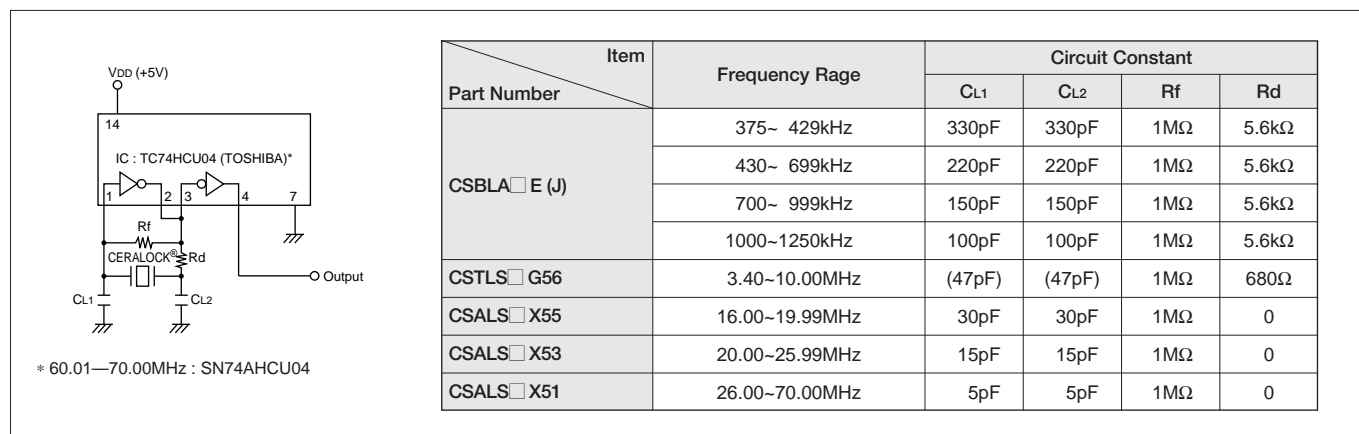 VDD (+5V)
14
IC : TC74HCU04 (TOSHIBA)*
1 2 3 4 7
Rf
CERALOCK® Rd
Output
CL1 CL2
* 60.01—70.00MHz : SN74AHCU04
Item
Part Number
Frequency Rage
Circuit Constant
CL1 CL2 Rf Rd
CSBLA□ E (J)
375~ 429kHz 330pF 330pF 1MΩ 5.6kΩ
430~ 699kHz 220pF 220pF 1MΩ 5.6kΩ
700~ 999kHz 150pF 150pF 1MΩ 5.6kΩ
1000~1250kHz 100pF 100pF 1MΩ 5.6kΩ
CSTLS□ G56 3.40~10.00MHz (47pF) (47pF) 1MΩ 680Ω
CSALS□ X55 16.00~19.99MHz 30pF 30pF 1MΩ 0
CSALS□ X53 20.00~25.99MHz 15pF 15pF 1MΩ 0
CSALS□ X51 26.00~70.00MHz 5pF 5pF 1MΩ 0